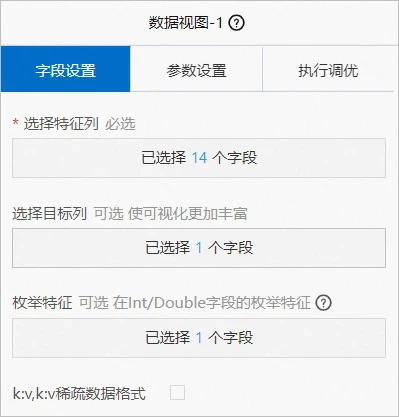 数据视图-1 ?
字段设置 参数设置 执行调优
* 选择特征列 必选
已选择 14 个字段
选择目标列 可选 使可视化更加丰富
已选择 1 个字段
枚举特征 可选 在Int/Double字段的枚举特征 ?
已选择 1 个字段
k:v,k:v稀疏数据格式